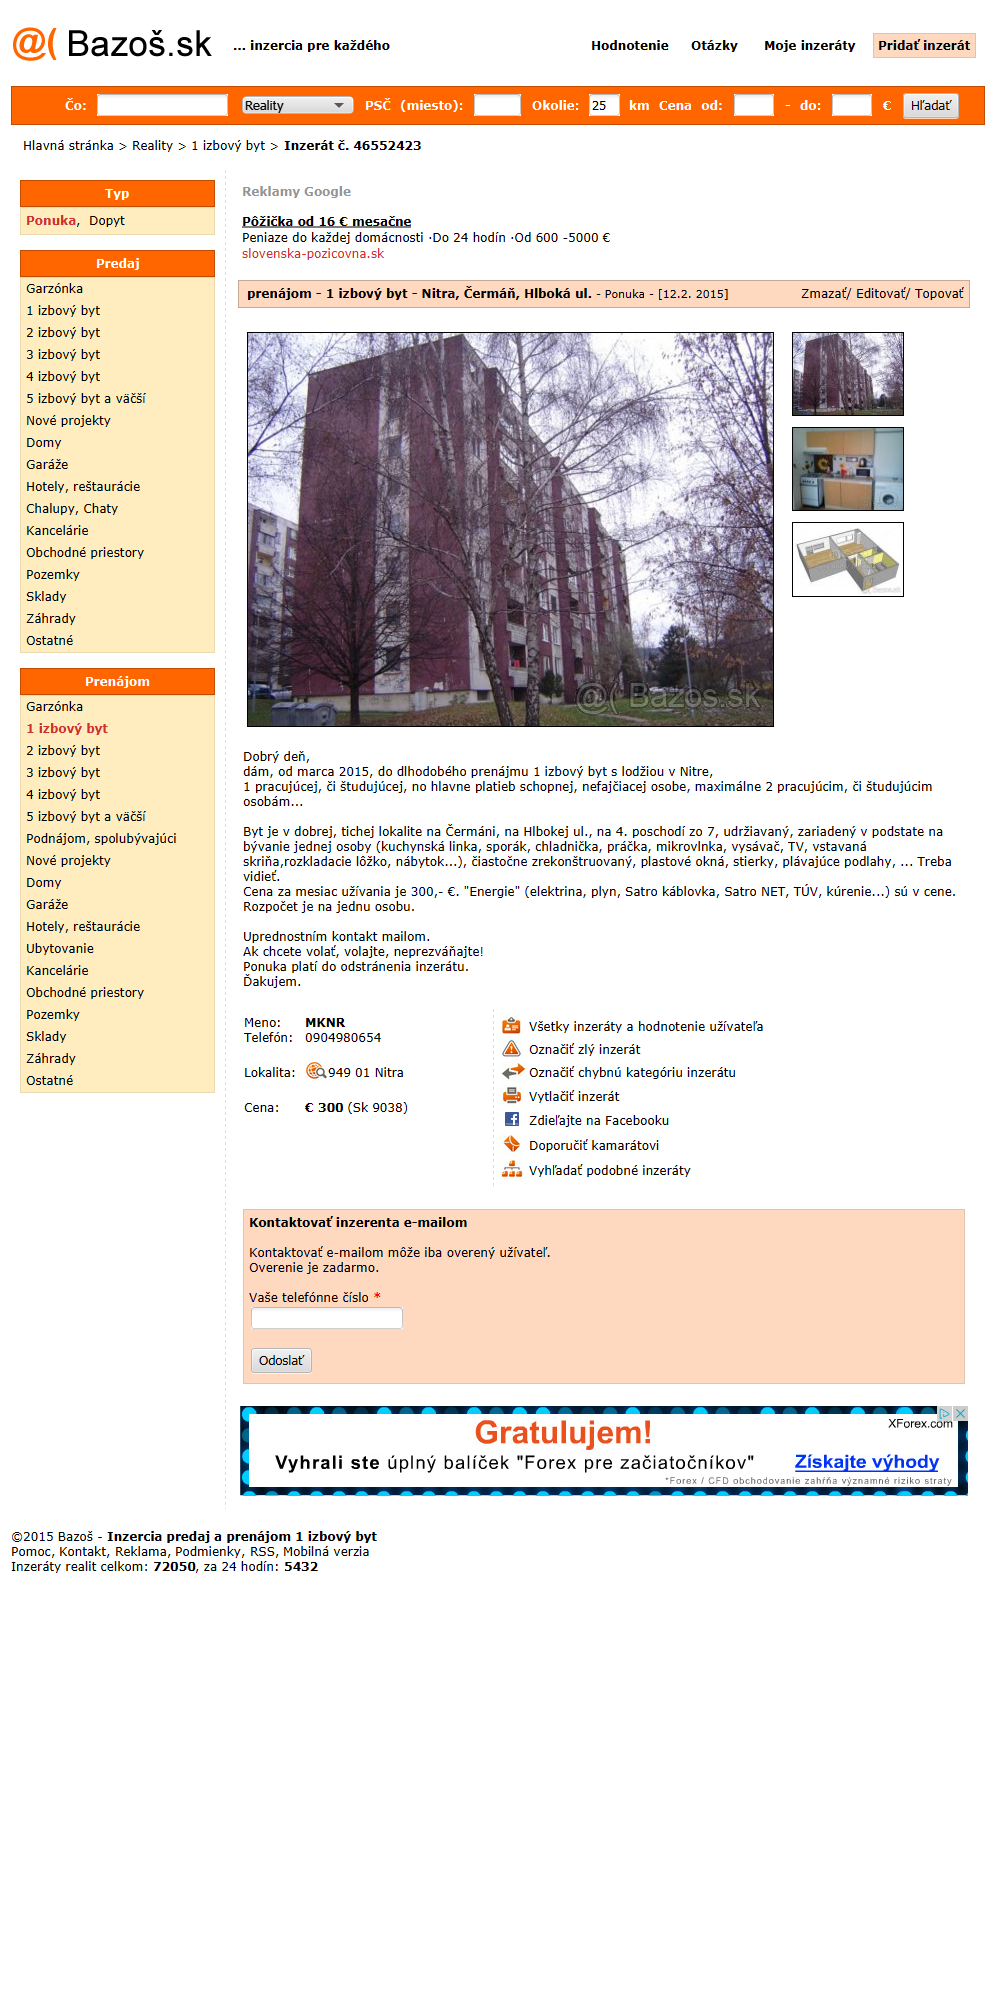 @( Bazoš.sk
... inzercia pre každého
Hodnotenie Otázky Moje inzeráty Pridať inzerát
Čo: Reality PSČ (miesto): Okolie: 25 km Cena od: - do: € Hľadať
Hlavná stránka > Reality > 1 izbový byt > Inzerát č. 46552423
Typ
Ponuka, Dopyt
Predaj
Garzónka
1 izbový byt
2 izbový byt
3 izbový byt
4 izbový byt
5 izbový byt a väčší
Nové projekty
Domy
Garáže
Hotely, reštaurácie
Chalupy, Chaty
Kancelárie
Obchodné priestory
Pozemky
Sklady
Záhrady
Ostatné
Prenájom
Garzónka
1 izbový byt
2 izbový byt
3 izbový byt
4 izbový byt
5 izbový byt a väčší
Podnájom, spolubývajúci
Nové projekty
Domy
Garáže
Hotely, reštaurácie
Ubytovanie
Kancelárie
Obchodné priestory
Pozemky
Sklady
Záhrady
Ostatné
Reklamy Google
Pôžička od 16 € mesačne
Peniaze do každej domácnosti ·Do 24 hodín ·Od 600 -5000 €
slovenska-pozicovna.sk
prenájom - 1 izbový byt - Nitra, Čermáň, Hlboká ul. - Ponuka - [12.2. 2015] Zmazať/ Editovať/ Topovať
@( Bazos.sk
@( Bazos.sk
Dobrý deň,
dám, od marca 2015, do dlhodobého prenájmu 1 izbový byt s lodžiou v Nitre,
1 pracujúcej, či študujúcej, no hlavne platieb schopnej, nefajčiacej osobe, maximálne 2 pracujúcim, či študujúcim
osobám...
Byt je v dobrej, tichej lokalite na Čermáni, na Hlbokej ul., na 4. poschodí zo 7, udržiavaný, zariadený v podstate na
bývanie jednej osoby (kuchynská linka, sporák, chladnička, práčka, mikrovlnka, vysávač, TV, vstavaná
skriňa,rozkladacie lôžko, nábytok...), čiastočne zrekonštruovaný, plastové okná, stierky, plávajúce podlahy, ... Treba
vidieť.
Cena za mesiac užívania je 300,- €. "Energie" (elektrina, plyn, Satro káblovka, Satro NET, TÚV, kúrenie...) sú v cene.
Rozpočet je na jednu osobu.
Uprednostním kontakt mailom.
Ak chcete volať, volajte, neprezváňajte!
Ponuka platí do odstránenia inzerátu.
Ďakujem.
Meno: MKNR
Telefón: 0904980654
Lokalita: 949 01 Nitra
Cena: € 300 (Sk 9038)
Všetky inzeráty a hodnotenie užívateľa
Označiť zlý inzerát
Označiť chybnú kategóriu inzerátu
Vytlačiť inzerát
Zdieľajte na Facebooku
Doporučiť kamarátovi
Vyhľadať podobné inzeráty
Kontaktovať inzerenta e-mailom
Kontaktovať e-mailom môže iba overený užívateľ.
Overenie je zadarmo.
Vaše telefónne číslo *
Odoslať
XForex.com
Gratulujem!
Vyhrali ste úplný balíček "Forex pre začiatočníkov"
Získajte výhody
*Forex / CFD obchodovanie zahŕňa významné riziko straty
©2015 Bazoš - Inzercia predaj a prenájom 1 izbový byt
Pomoc, Kontakt, Reklama, Podmienky, RSS, Mobilná verzia
Inzeráty realit celkom: 72050, za 24 hodín: 5432